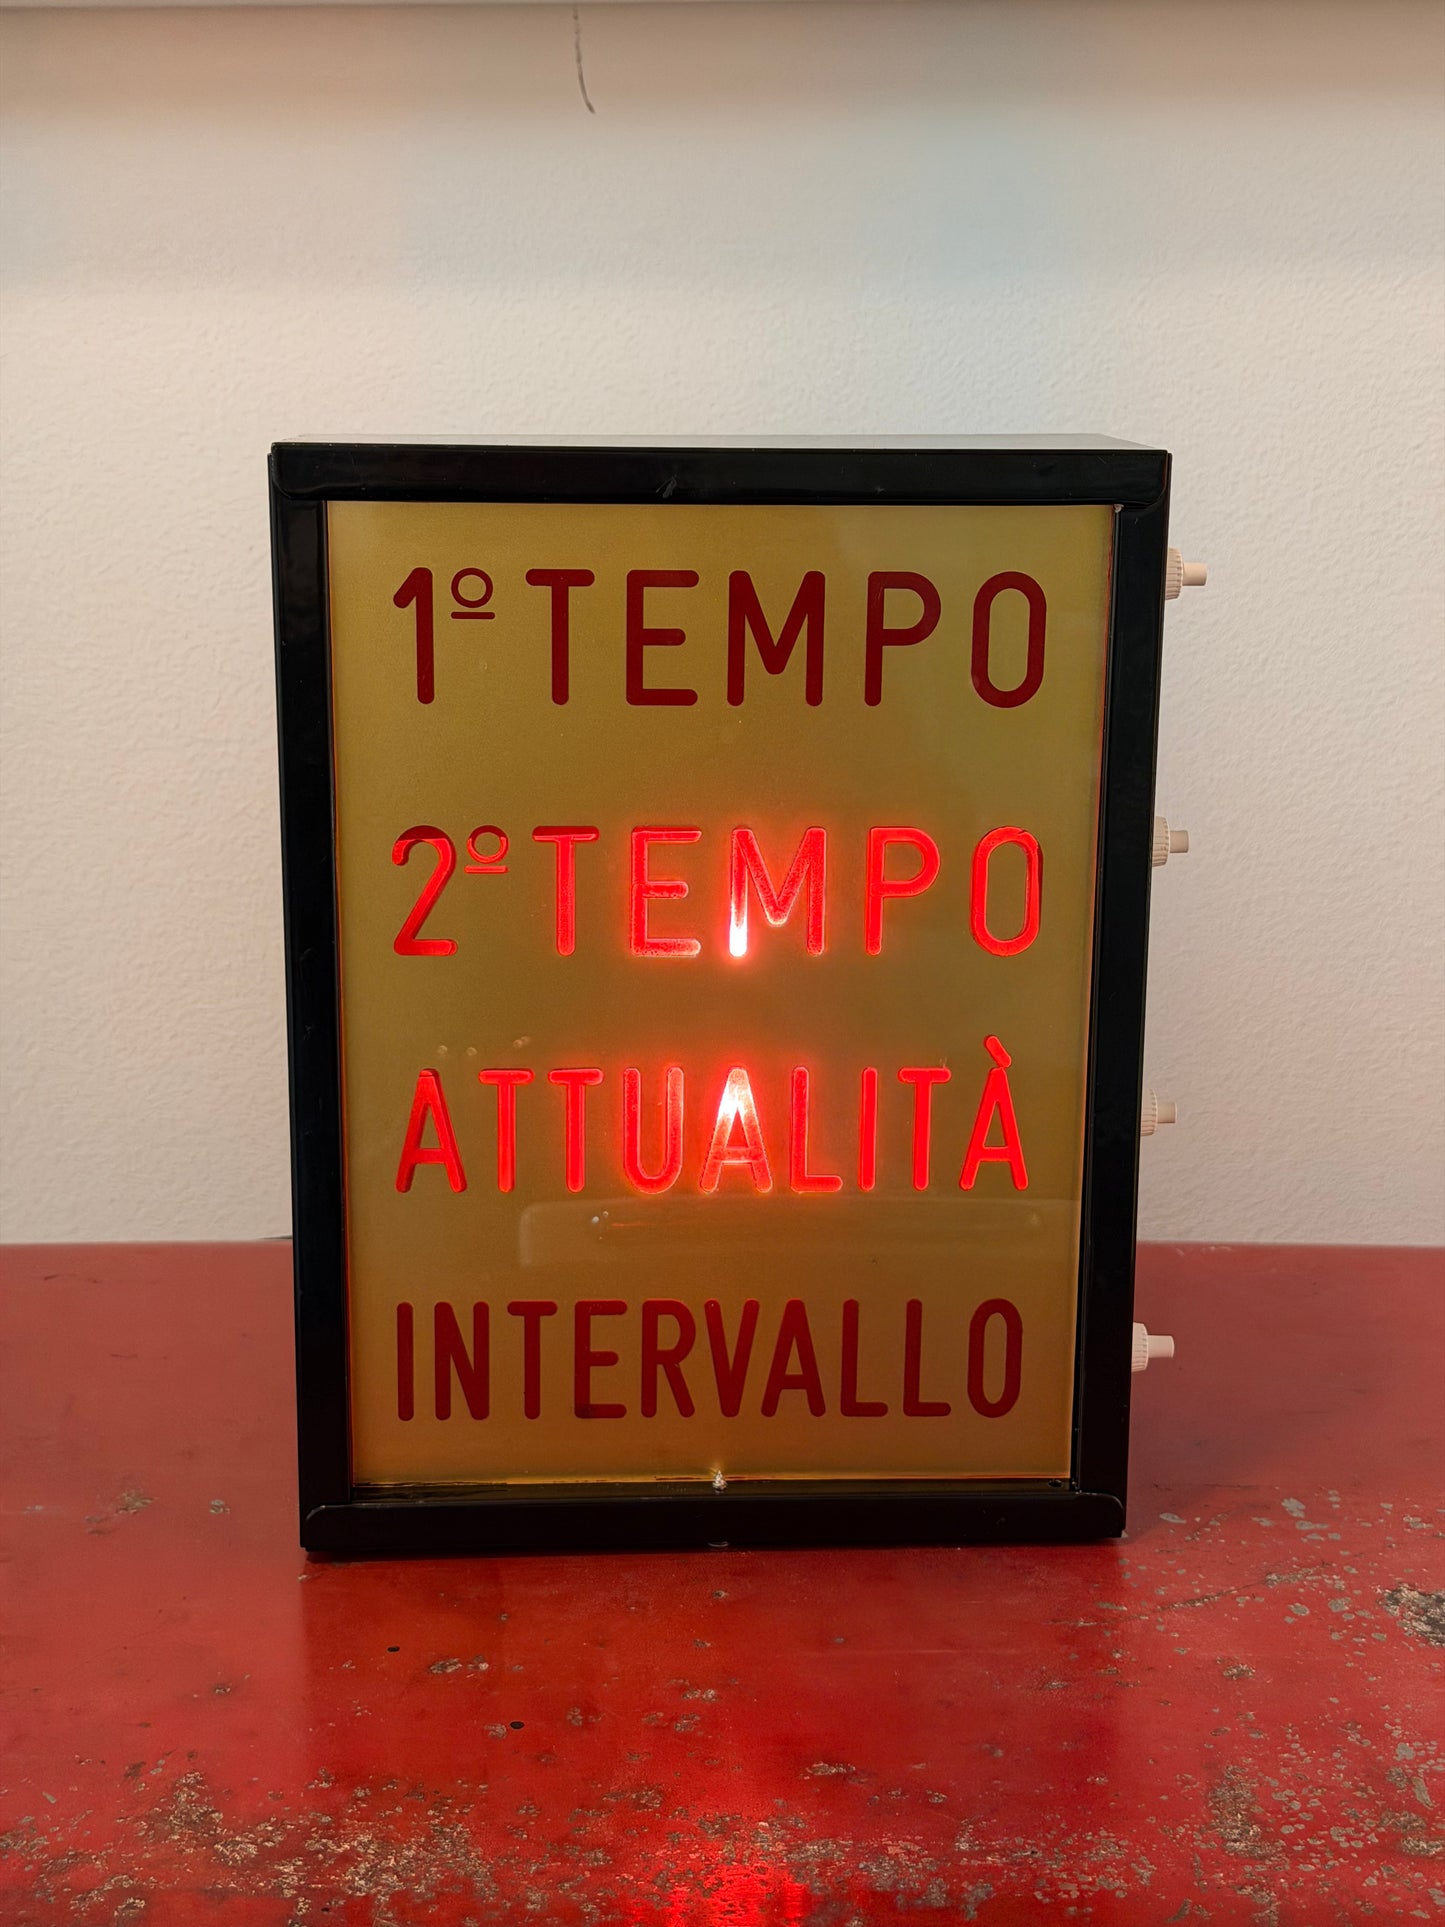 1º TEMPO
2º TEMPO
ATTUALITÀ
INTERVALLO